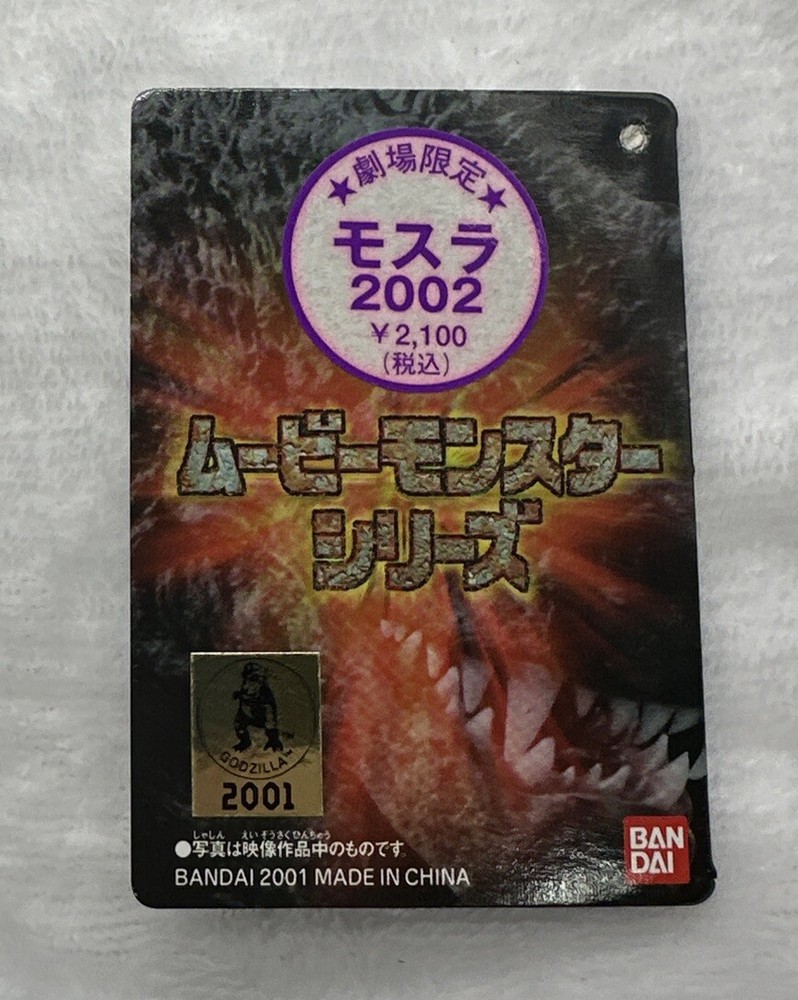 ★劇場限定★
モスラ
2002
￥2,100
(税込)
ムービーモンスター
シリーズ
GODZILLA™
2001
しゃしん えいぞうさくひんちゅう
●写真は映像作品中のものです
BANDAI 2001 MADE IN CHINA
BAN
DAI